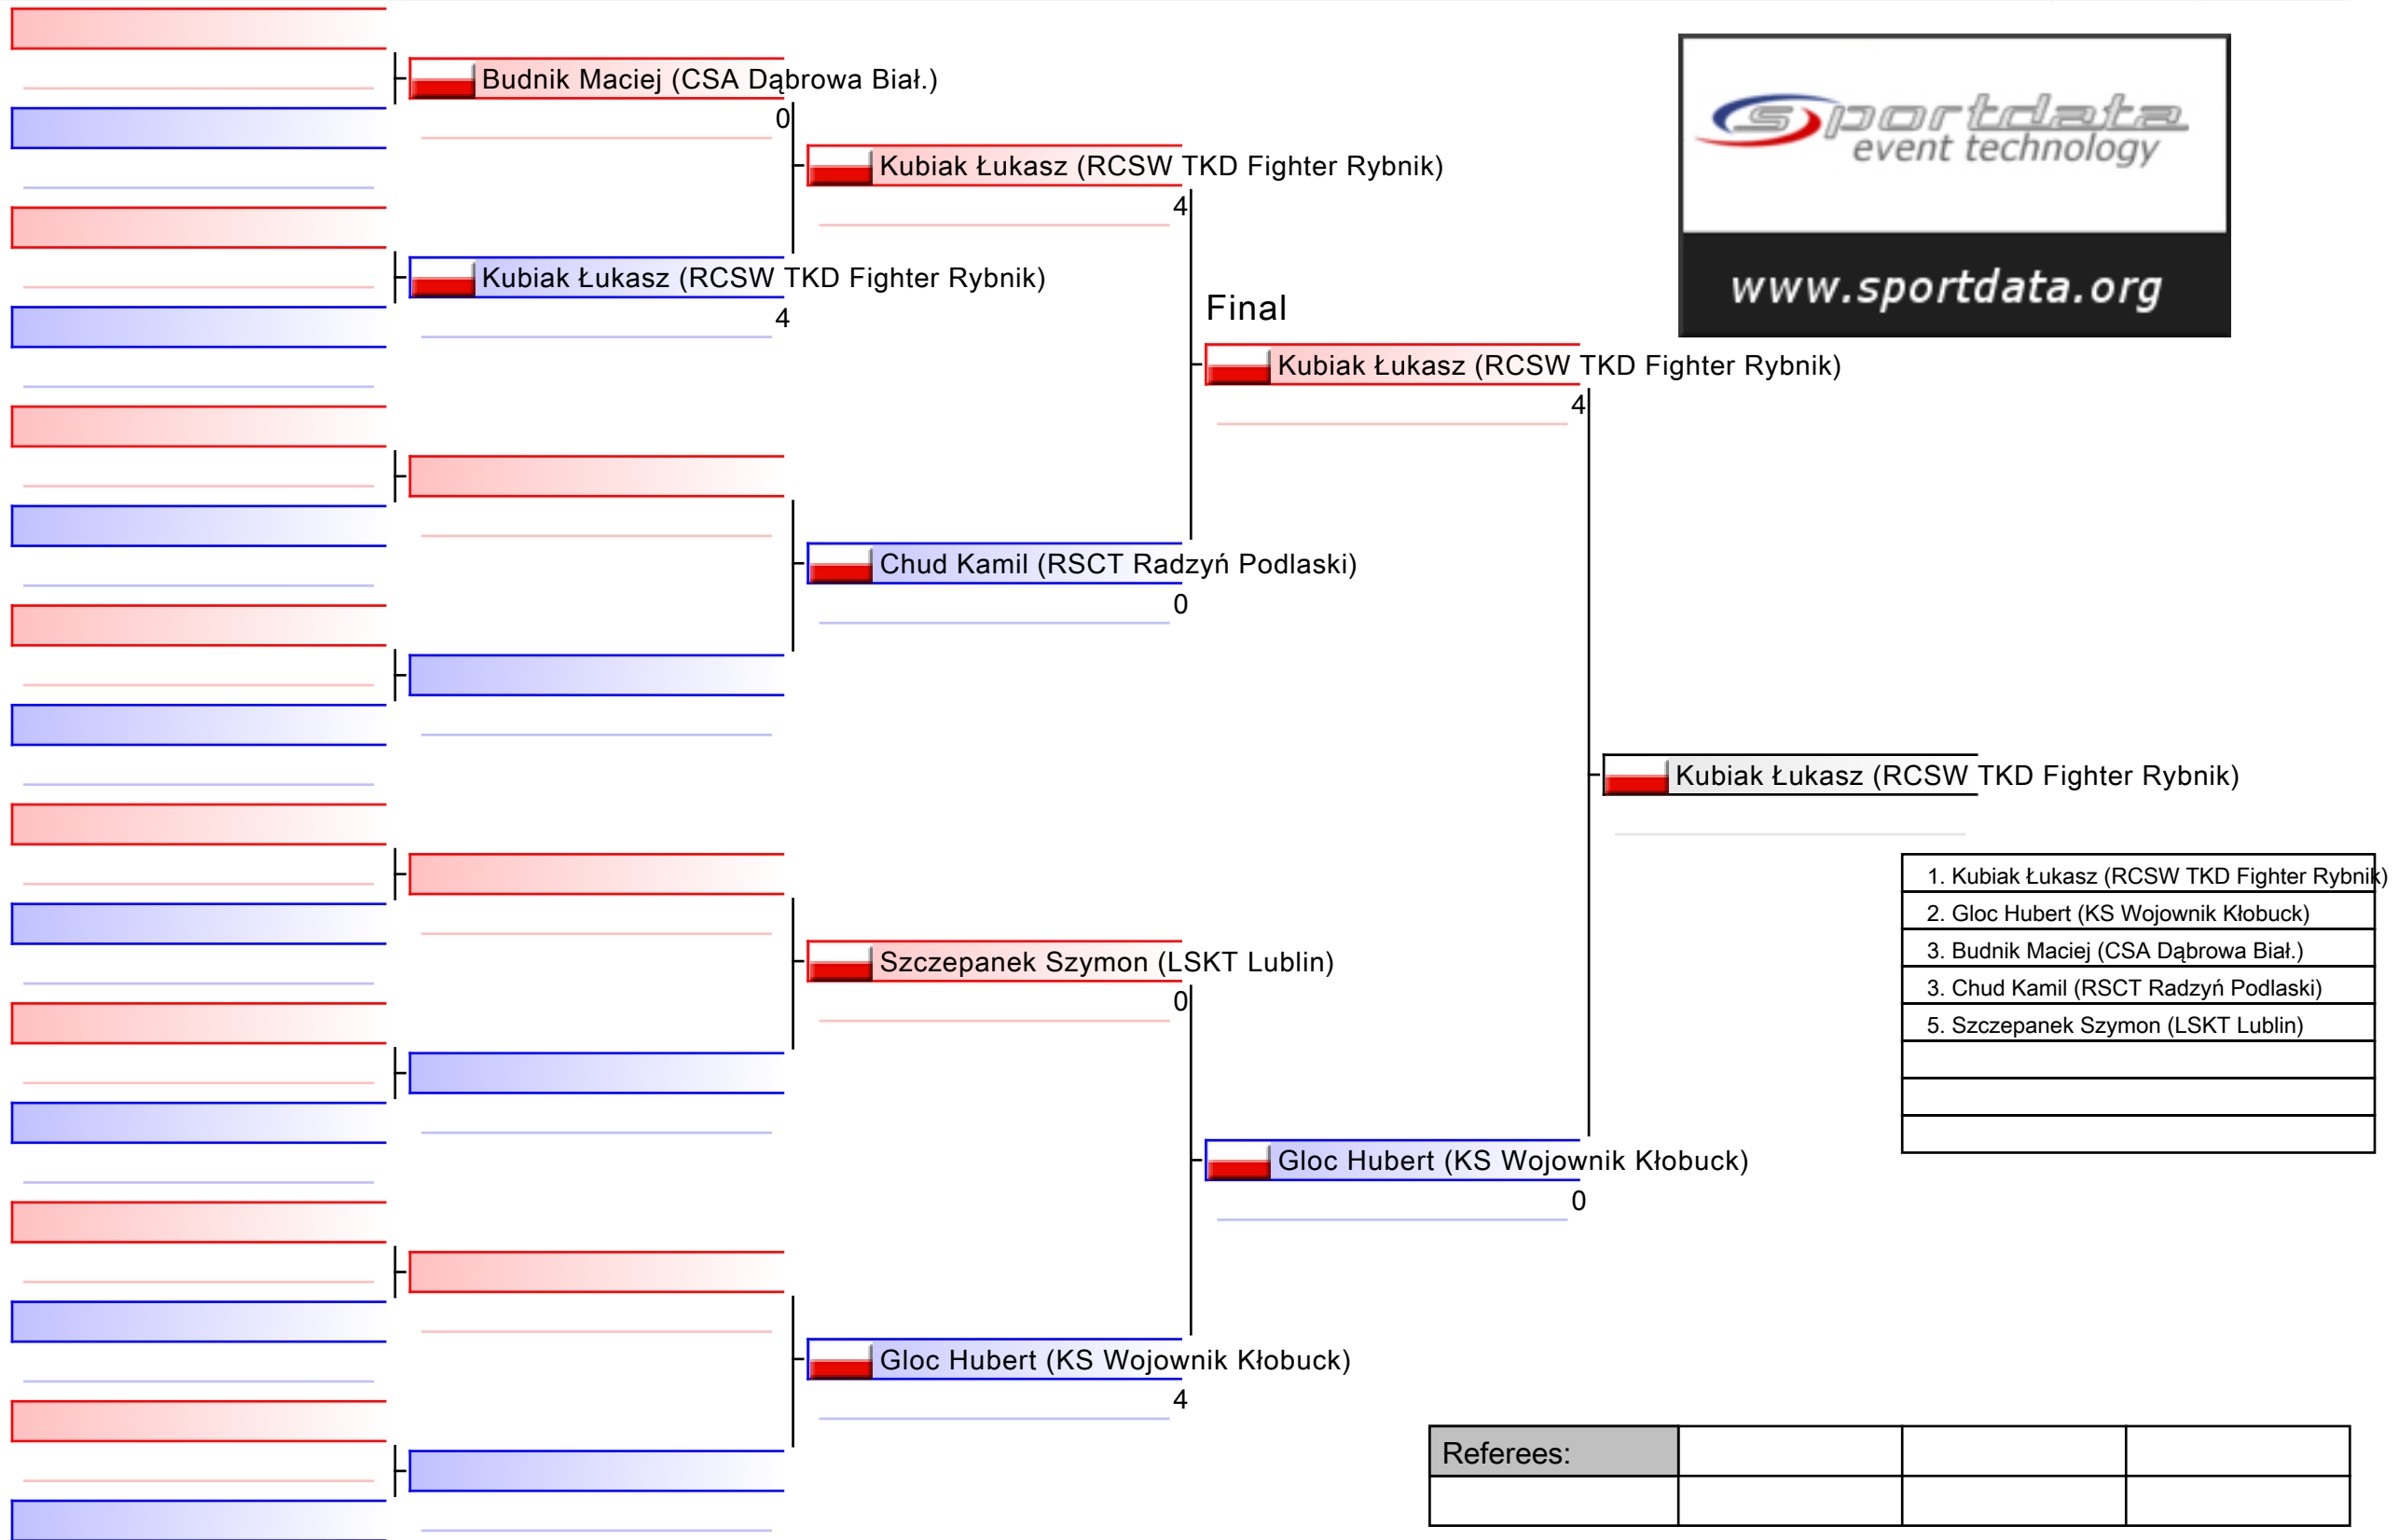 Budnik Maciej (CSA Dąbrowa Biał.)
0
Kubiak Łukasz (RCSW TKD Fighter Rybnik)
4
Kubiak Łukasz (RCSW TKD Fighter Rybnik)
4
Final
Kubiak Łukasz (RCSW TKD Fighter Rybnik)
4
Chud Kamil (RSCT Radzyń Podlaski)
0
Kubiak Łukasz (RCSW TKD Fighter Rybnik)
Szczepanek Szymon (LSKT Lublin)
0
Gloc Hubert (KS Wojownik Kłobuck)
0
Gloc Hubert (KS Wojownik Kłobuck)
4
sportdata
event technology
www.sportdata.org
1. Kubiak Łukasz (RCSW TKD Fighter Rybnik)
2. Gloc Hubert (KS Wojownik Kłobuck)
3. Budnik Maciej (CSA Dąbrowa Biał.)
3. Chud Kamil (RSCT Radzyń Podlaski)
5. Szczepanek Szymon (LSKT Lublin)
Referees: